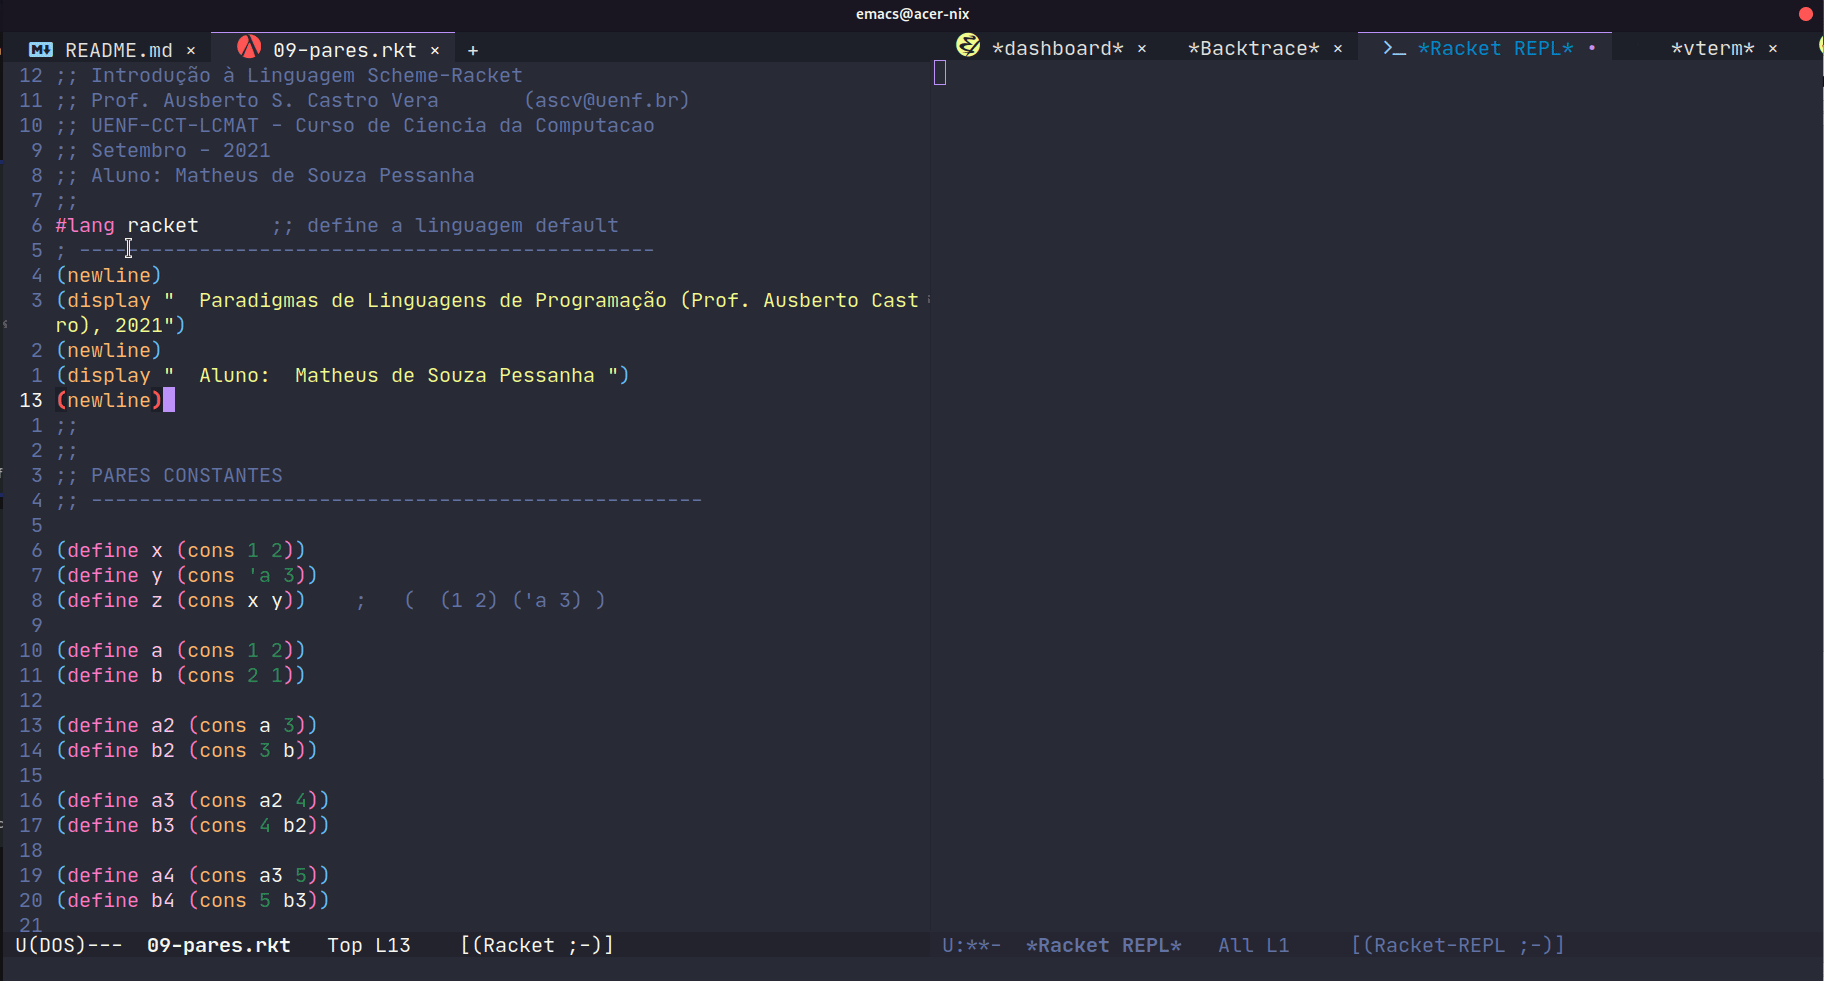 emacs@acer-nix
README.md × 09-pares.rkt × +
*dashboard* × *Backtrace* × >_ *Racket REPL* • *vterm* ×
12 ;; Introdução à Linguagem Scheme-Racket
11 ;; Prof. Ausberto S. Castro Vera       (ascv@uenf.br)
10 ;; UENF-CCT-LCMAT - Curso de Ciencia da Computacao
9 ;; Setembro - 2021
8 ;; Aluno: Matheus de Souza Pessanha
7 ;;
6 #lang racket      ;; define a linguagem default
5 ; ------------------------------------------------
4 (newline)
3 (display "  Paradigmas de Linguagens de Programação (Prof. Ausberto Cast
ro), 2021")
2 (newline)
1 (display "  Aluno:  Matheus de Souza Pessanha ")
13 (newline)
1 ;;
2 ;;
3 ;; PARES CONSTANTES
4 ;; ---------------------------------------------------
5
6 (define x (cons 1 2))
7 (define y (cons 'a 3))
8 (define z (cons x y))    ;   (  (1 2) ('a 3) )
9
10 (define a (cons 1 2))
11 (define b (cons 2 1))
12
13 (define a2 (cons a 3))
14 (define b2 (cons 3 b))
15
16 (define a3 (cons a2 4))
17 (define b3 (cons 4 b2))
18
19 (define a4 (cons a3 5))
20 (define b4 (cons 5 b3))
21
U(DOS)---  09-pares.rkt   Top L13    [(Racket ;-)]
U:**-  *Racket REPL*   All L1     [(Racket-REPL ;-)]